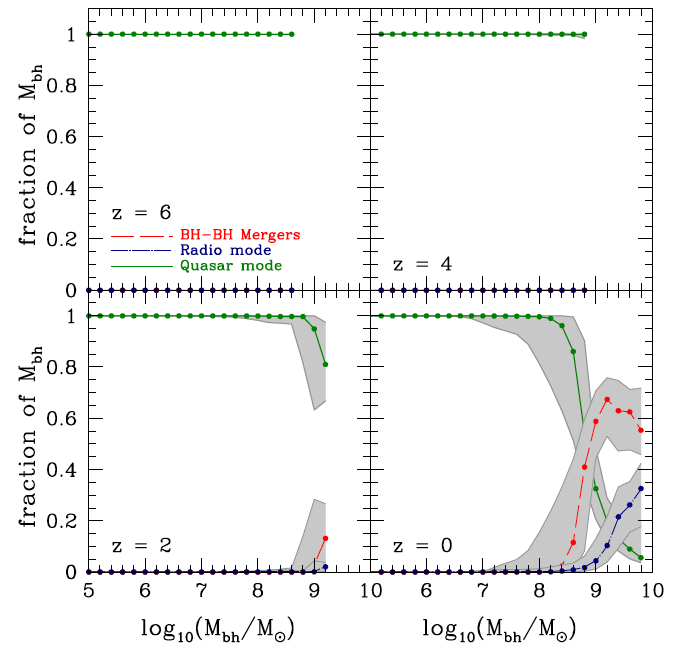 1
0.8
0.6
0.4
0.2
0
fraction of M_bh
z = 6
BH-BH Mergers
Radio mode
Quasar mode
z = 4
1
0.8
0.6
0.4
0.2
0
fraction of M_bh
z = 2
z = 0
5 6 7 8 9 10 6 7 8 9 10
log₁₀(M_bh/M_⊙) log₁₀(M_bh/M_⊙)